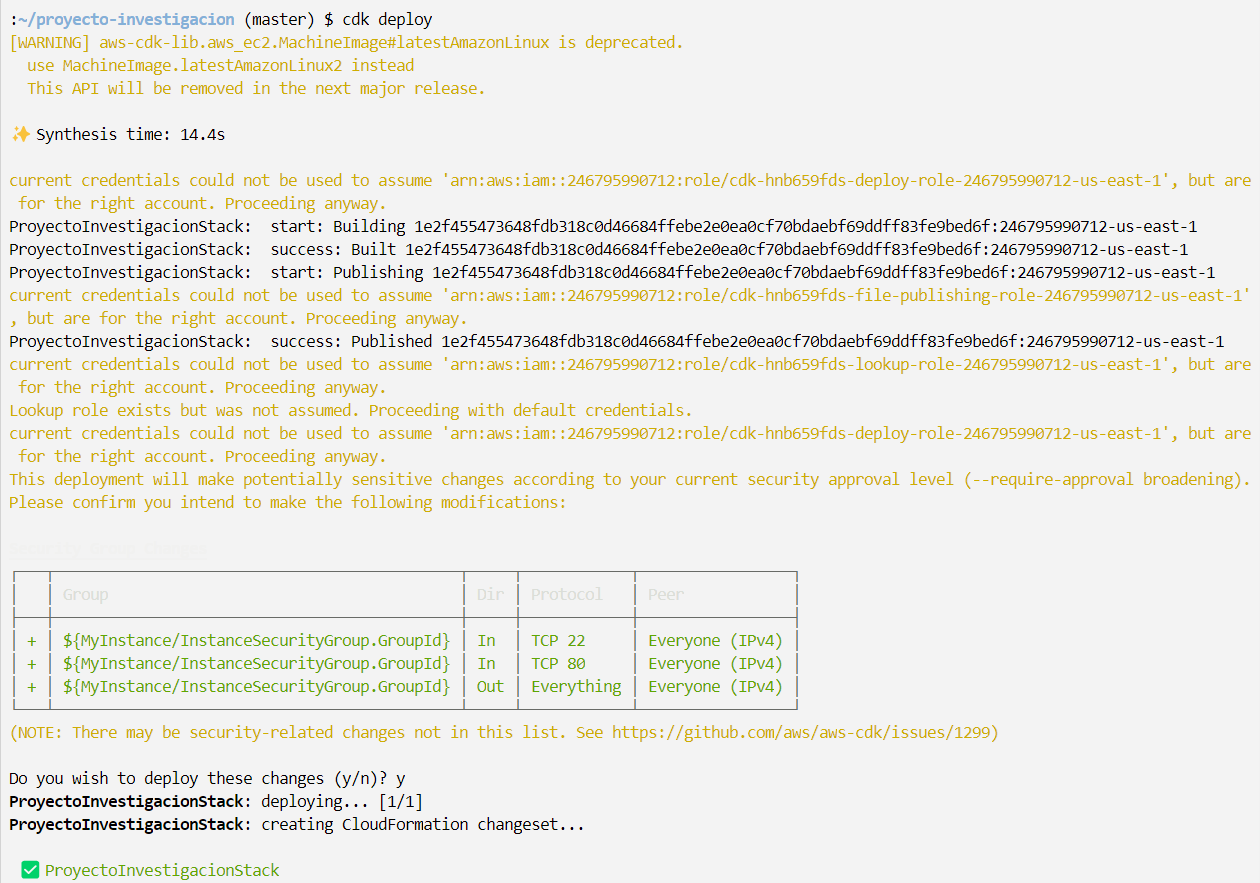 :~/proyecto-investigacion (master) $ cdk deploy
[WARNING] aws-cdk-lib.aws_ec2.MachineImage#latestAmazonLinux is deprecated.
use MachineImage.latestAmazonLinux2 instead
This API will be removed in the next major release.
✨ Synthesis time: 14.4s
current credentials could not be used to assume 'arn:aws:iam::246795990712:role/cdk-hnb659fds-deploy-role-246795990712-us-east-1', but are
for the right account. Proceeding anyway.
ProyectoInvestigacionStack: start: Building 1e2f455473648fdb318c0d46684ffebe2e0ea0cf70bdaebf69ddff83fe9bed6f:246795990712-us-east-1
ProyectoInvestigacionStack: success: Built 1e2f455473648fdb318c0d46684ffebe2e0ea0cf70bdaebf69ddff83fe9bed6f:246795990712-us-east-1
ProyectoInvestigacionStack: start: Publishing 1e2f455473648fdb318c0d46684ffebe2e0ea0cf70bdaebf69ddff83fe9bed6f:246795990712-us-east-1
current credentials could not be used to assume 'arn:aws:iam::246795990712:role/cdk-hnb659fds-file-publishing-role-246795990712-us-east-1'
, but are for the right account. Proceeding anyway.
ProyectoInvestigacionStack: success: Published 1e2f455473648fdb318c0d46684ffebe2e0ea0cf70bdaebf69ddff83fe9bed6f:246795990712-us-east-1
current credentials could not be used to assume 'arn:aws:iam::246795990712:role/cdk-hnb659fds-lookup-role-246795990712-us-east-1', but are
for the right account. Proceeding anyway.
Lookup role exists but was not assumed. Proceeding with default credentials.
current credentials could not be used to assume 'arn:aws:iam::246795990712:role/cdk-hnb659fds-deploy-role-246795990712-us-east-1', but are
for the right account. Proceeding anyway.
This deployment will make potentially sensitive changes according to your current security approval level (--require-approval broadening).
Please confirm you intend to make the following modifications:
Group Dir Protocol Peer
+ ${MyInstance/InstanceSecurityGroup.GroupId} In TCP 22 Everyone (IPv4)
+ ${MyInstance/InstanceSecurityGroup.GroupId} In TCP 80 Everyone (IPv4)
+ ${MyInstance/InstanceSecurityGroup.GroupId} Out Everything Everyone (IPv4)
(NOTE: There may be security-related changes not in this list. See https://github.com/aws/aws-cdk/issues/1299)
Do you wish to deploy these changes (y/n)? y
ProyectoInvestigacionStack: deploying... [1/1]
ProyectoInvestigacionStack: creating CloudFormation changeset...
✅ ProyectoInvestigacionStack